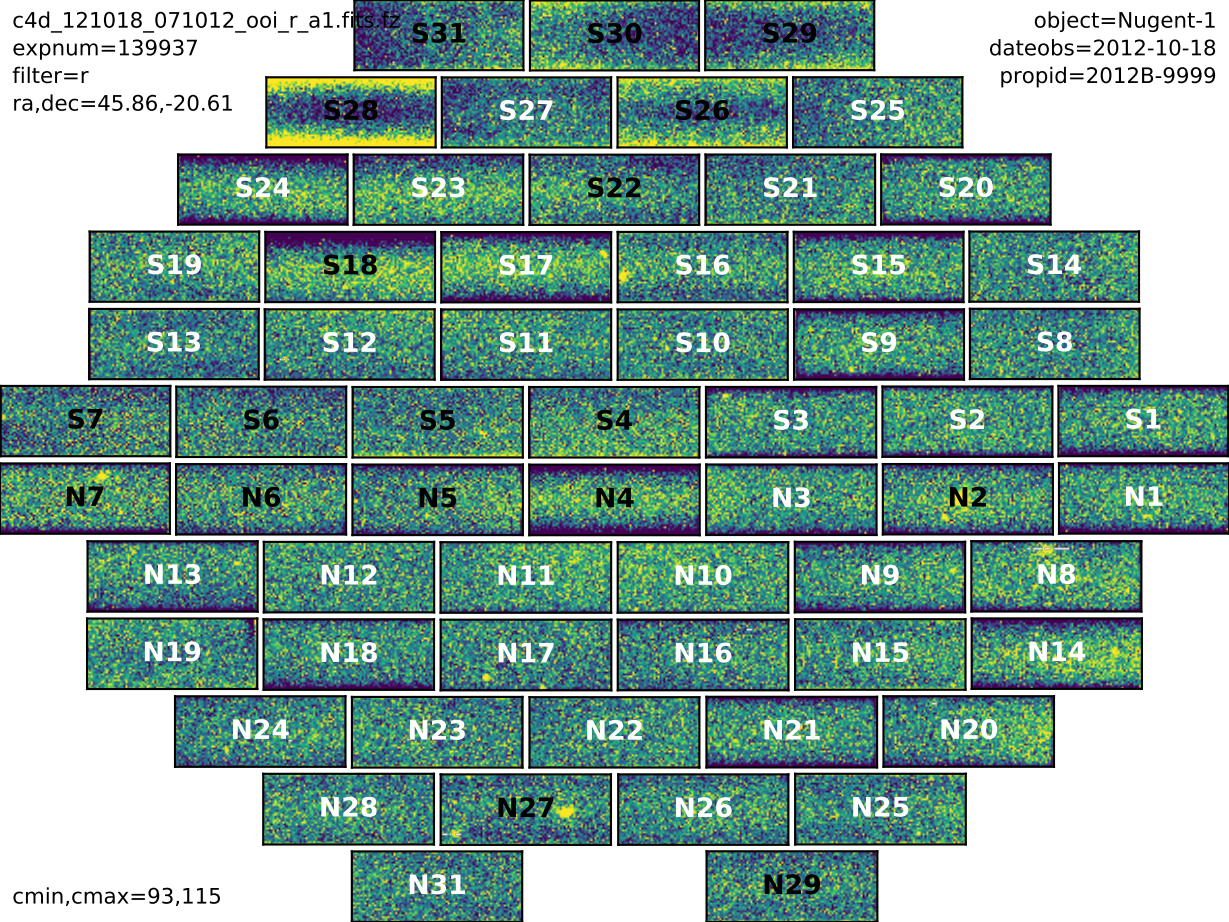 c4d_121018_071012_ooi_r_a1.fits.fz
expnum=139937
filter=r
ra,dec=45.86,-20.61
object=Nugent-1
dateobs=2012-10-18
propid=2012B-9999
S31 S30 S29
S28 S27 S26 S25
S24 S23 S22 S21 S20
S19 S18 S17 S16 S15 S14
S13 S12 S11 S10 S9 S8
S7 S6 S5 S4 S3 S2 S1
N7 N6 N5 N4 N3 N2 N1
N13 N12 N11 N10 N9 N8
N19 N18 N17 N16 N15 N14
N24 N23 N22 N21 N20
N28 N27 N26 N25
N31 N29
cmin,cmax=93,115